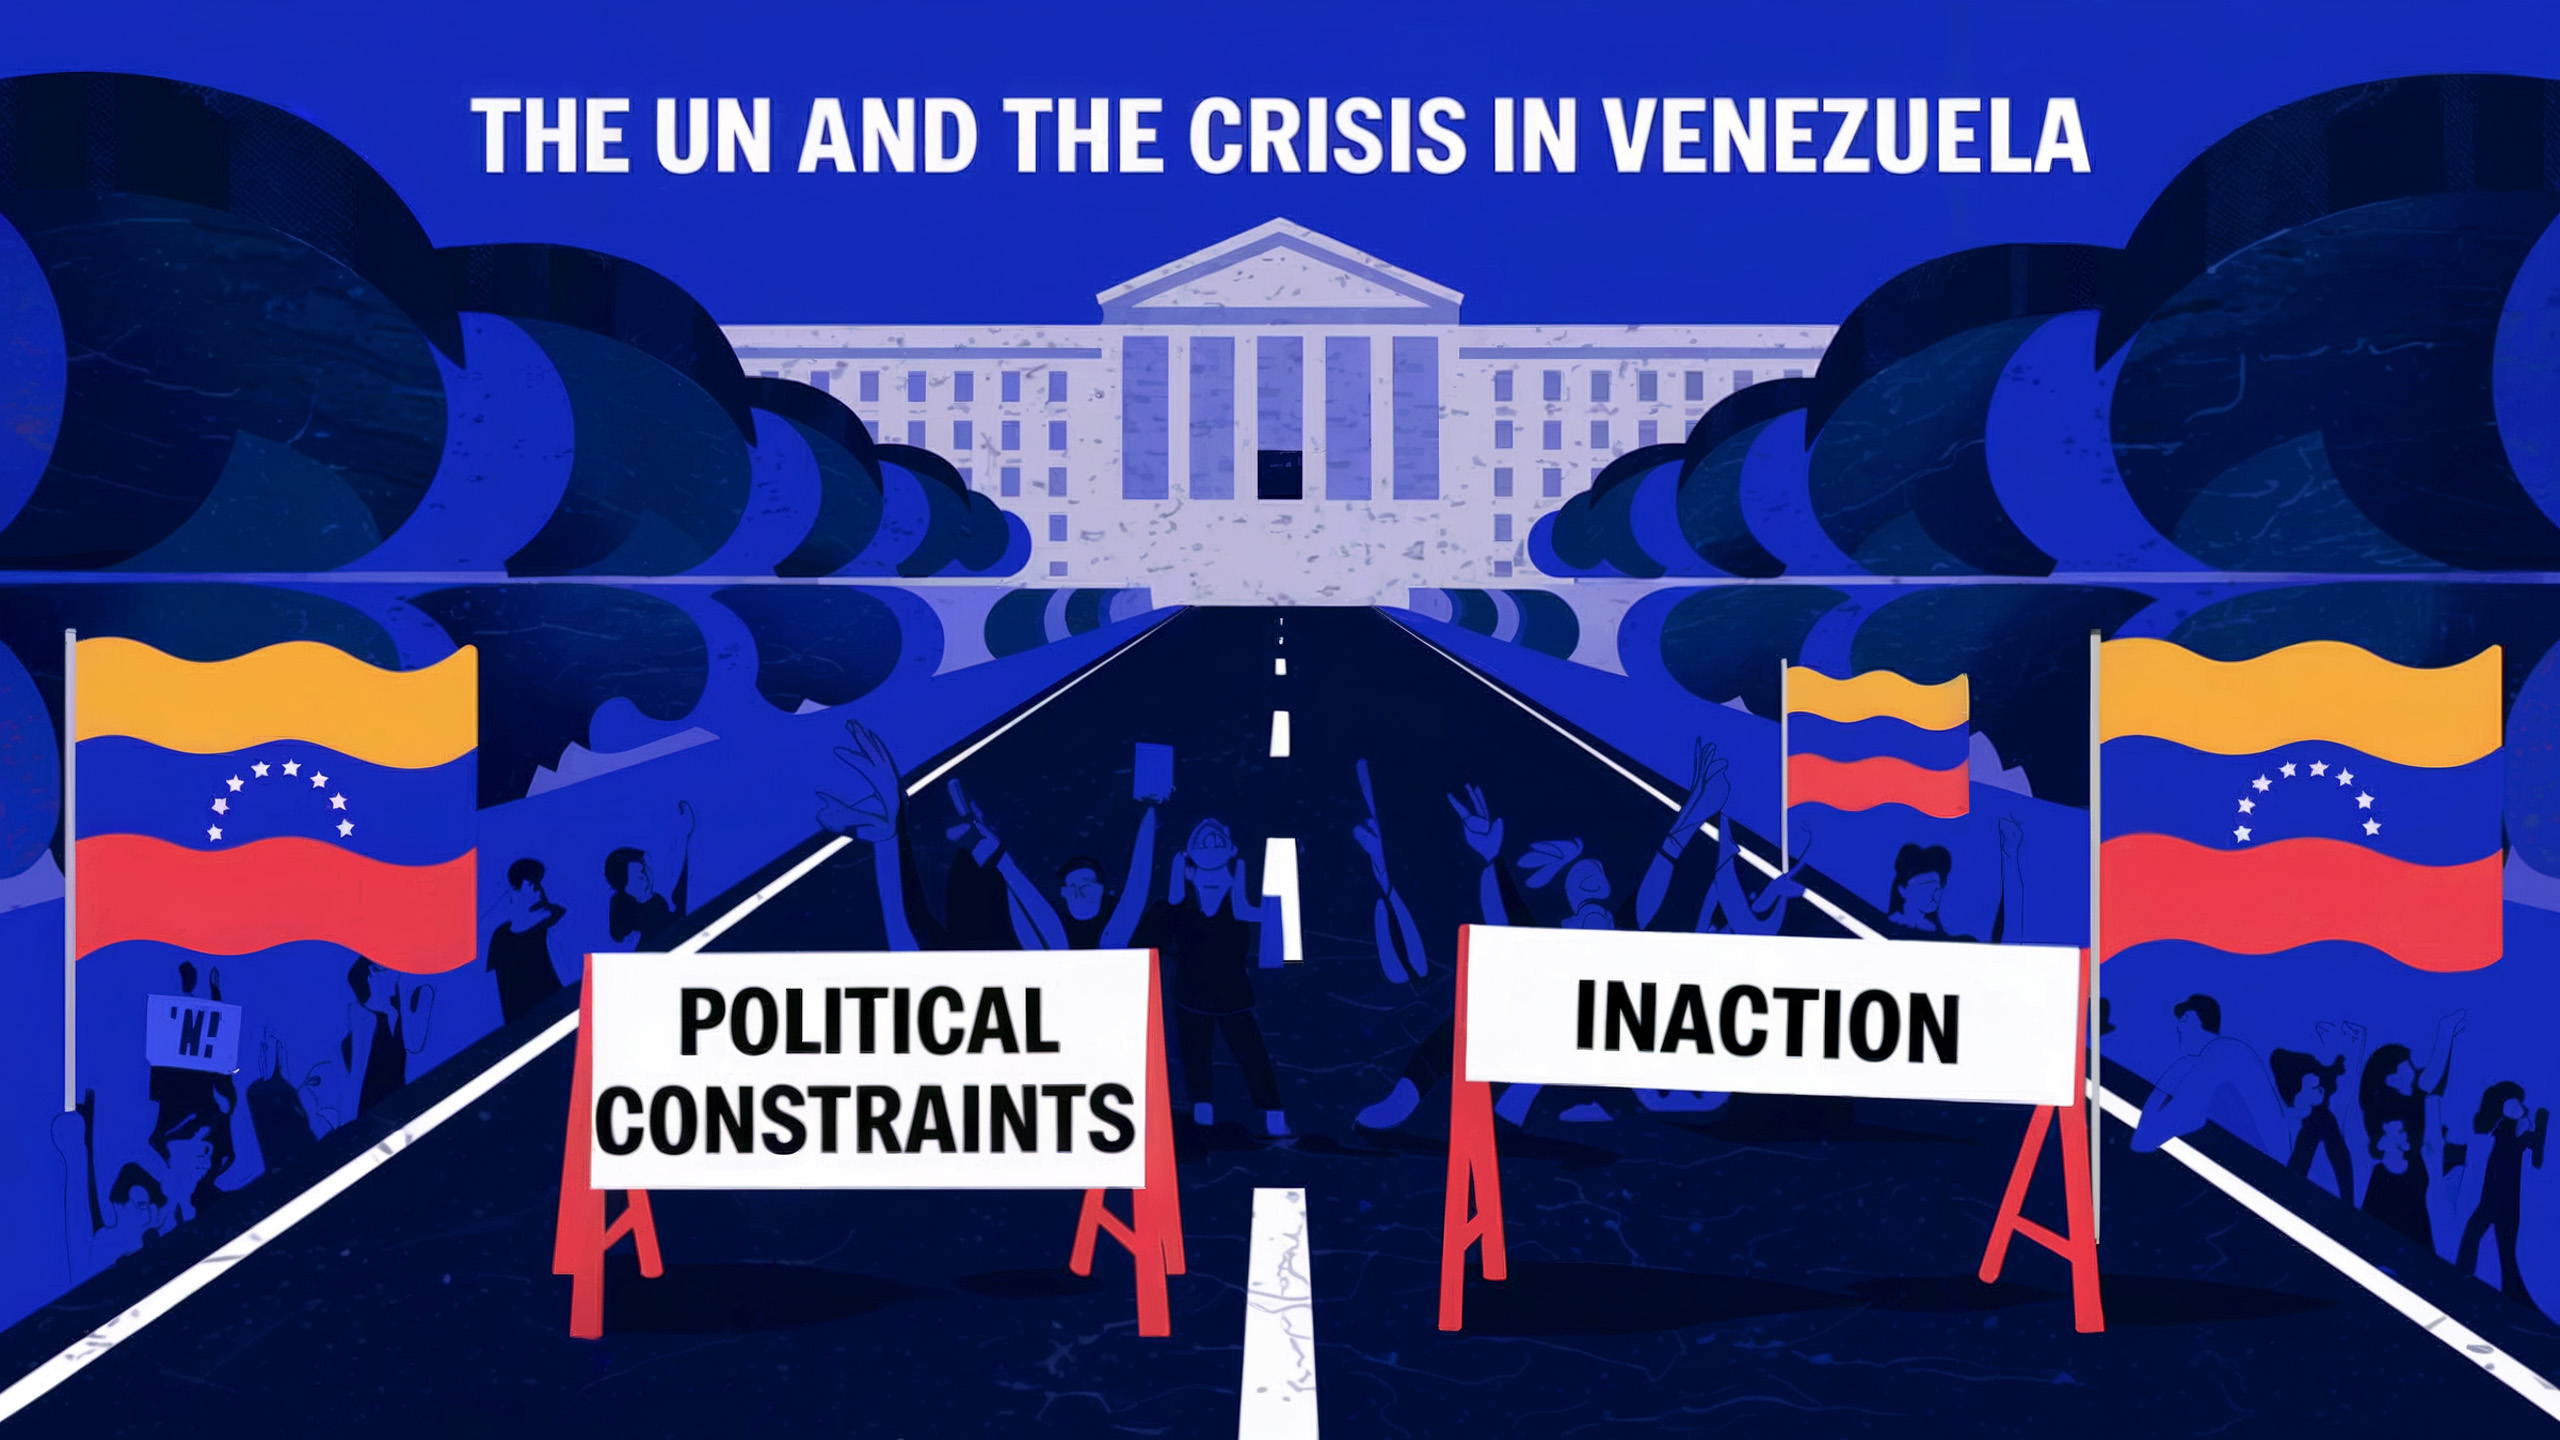 THE UN AND THE CRISIS IN VENEZUELA
POLITICAL
CONSTRAINTS
INACTION
'N!